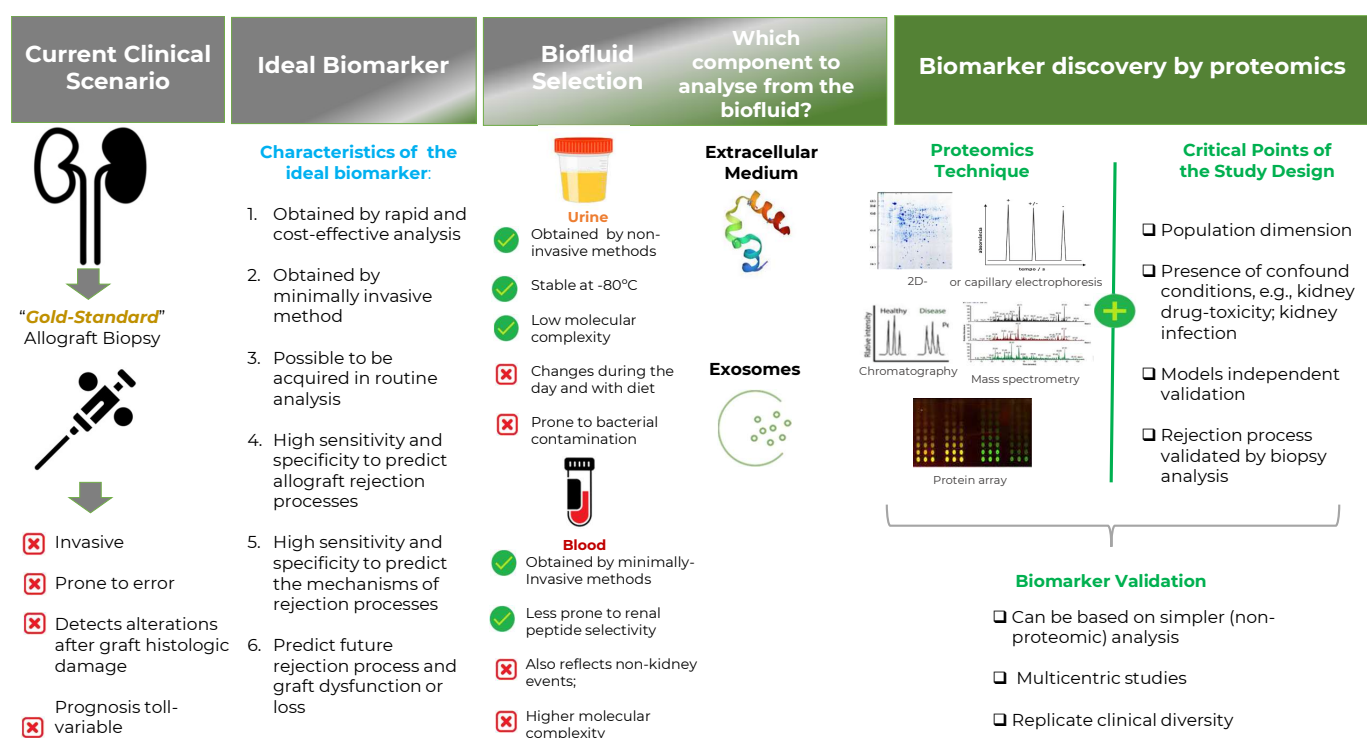 Current Clinical
Scenario
Ideal Biomarker
Biofluid
Selection
Which
component to
analyse from the
biofluid?
Biomarker discovery by proteomics
“Gold-Standard”
Allograft Biopsy
Invasive
Prone to error
Detects alterations
after graft histologic
damage
Prognosis toll-
variable
Characteristics of the
ideal biomarker:
1. Obtained by rapid and
cost-effective analysis
2. Obtained by
minimally invasive
method
3. Possible to be
acquired in routine
analysis
4. High sensitivity and
specificity to predict
allograft rejection
processes
5. High sensitivity and
specificity to predict
the mechanisms of
rejection processes
6. Predict future
rejection process and
graft dysfunction or
loss
Urine
Obtained by non-
invasive methods
Stable at -80ºC
Low molecular
complexity
Changes during the
day and with diet
Prone to bacterial
contamination
Blood
Obtained by minimally-
Invasive methods
Less prone to renal
peptide selectivity
Also reflects non-kidney
events;
Higher molecular
complexity
Extracellular
Medium
Exosomes
Proteomics
Technique
+
+/-
-
tempo / s
2D-
or capillary electrophoresis
Rlative intensity
Healthy
Disease
Chromatography
Mass spectrometry
Protein array
Critical Points of
the Study Design
Population dimension
Presence of confound
conditions, e.g., kidney
drug-toxicity; kidney
infection
Models independent
validation
Rejection process
validated by biopsy
analysis
Biomarker Validation
Can be based on simpler (non-
proteomic) analysis
Multicentric studies
Replicate clinical diversity